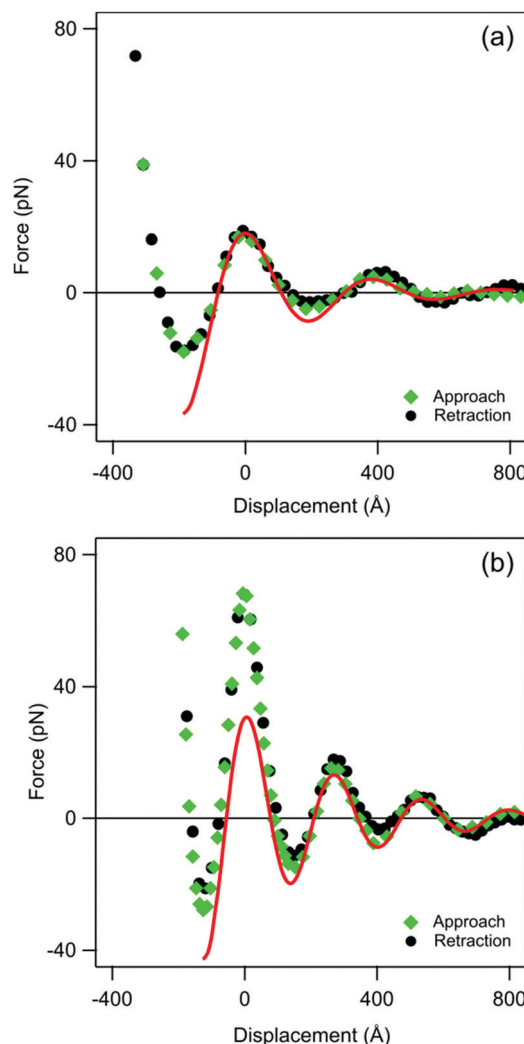 (a)
80
40
0
-40
Force (pN)
Approach
Retraction
-400 0 400 800
Displacement (Å)
(b)
80
40
0
-40
Force (pN)
Approach
Retraction
-400 0 400 800
Displacement (Å)